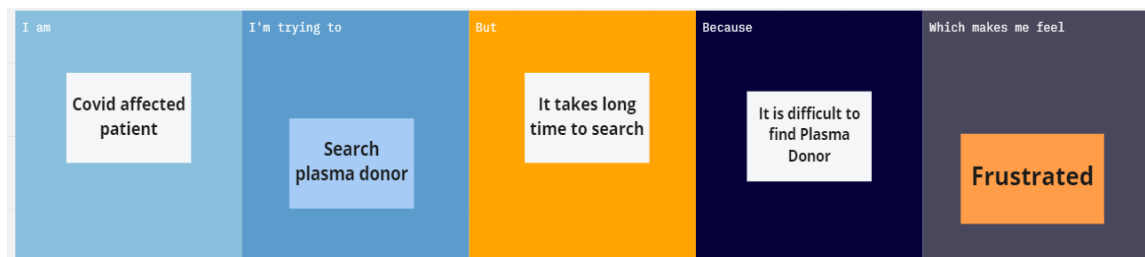 I am
Covid affected
patient
I'm trying to
Search
plasma donor
But
It takes long
time to search
Because
It is difficult to
find Plasma
Donor
Which makes me feel
Frustrated